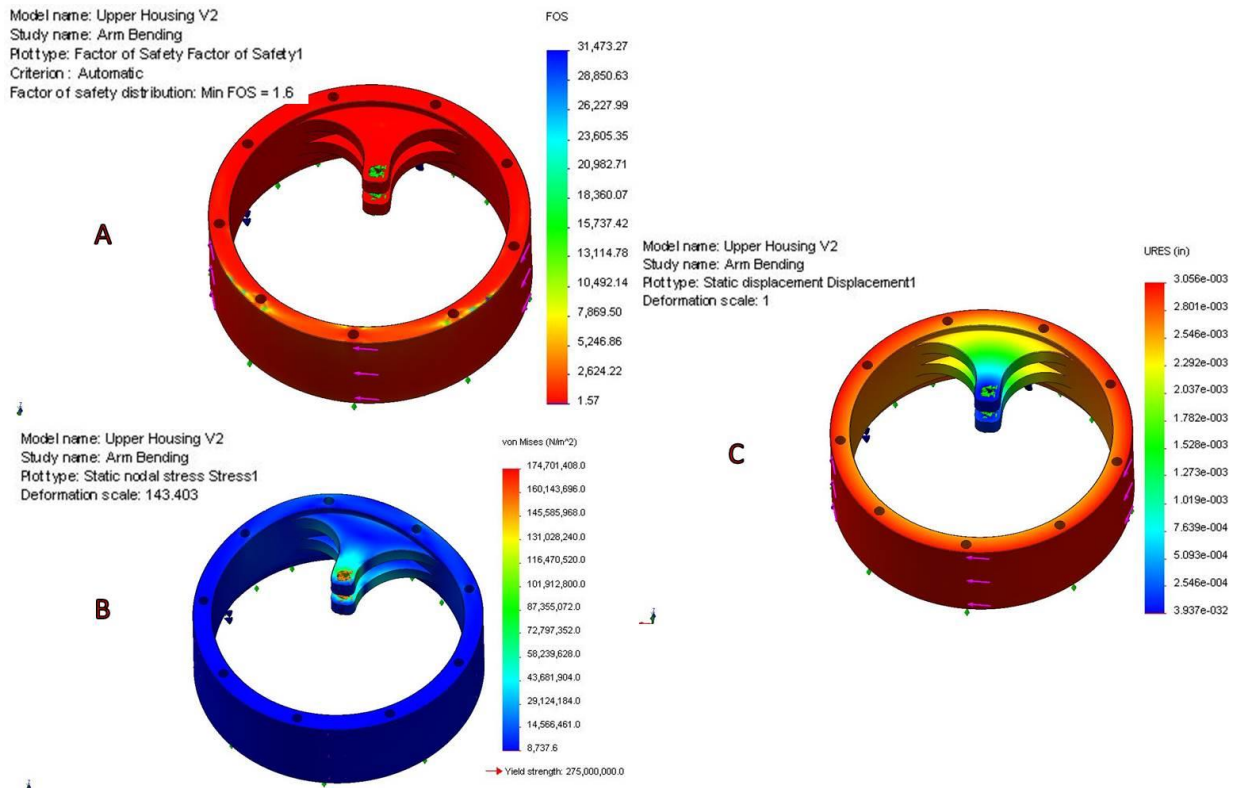 Model name: Upper Housing V2
Study name: Arm Bending
Plot type: Factor of Safety Factor of Safety1
Criterion : Automatic
Factor of safety distribution: Min FOS = 1.6
FOS
31,473.27
28,850.63
26,227.99
23,605.35
20,982.71
18,360.07
15,737.42
13,114.78
10,492.14
7,869.50
5,246.86
2,624.22
1.57
A
Model name: Upper Housing V2
Study name: Arm Bending
Plot type: Static nodal stress Stress1
Deformation scale: 143.403
von Mises (N/m^2)
174,701,408.0
160,143,696.0
145,585,968.0
131,028,240.0
116,470,520.0
101,912,800.0
87,355,072.0
72,797,352.0
58,239,628.0
43,681,904.0
29,124,184.0
14,566,461.0
8,737.6
Yield strength: 275,000,000.0
B
Model name: Upper Housing V2
Study name: Arm Bending
Plot type: Static displacement Displacement1
Deformation scale: 1
URES (in)
3.056e-003
2.801e-003
2.546e-003
2.292e-003
2.037e-003
1.782e-003
1.528e-003
1.273e-003
1.019e-003
7.639e-004
5.093e-004
2.546e-004
3.937e-032
C